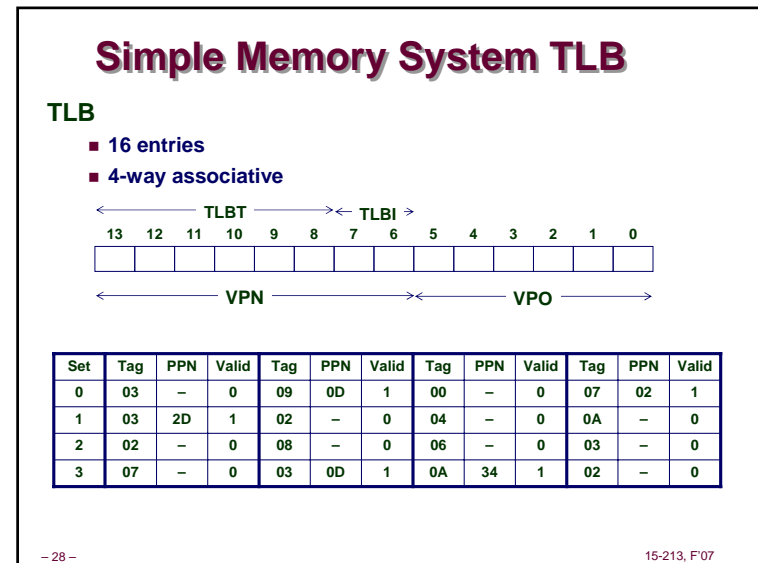 Simple Memory System TLB
TLB
■ 16 entries
■ 4-way associative
TLBT TLBI
13 12 11 10 9 8 7 6 5 4 3 2 1 0
VPN VPO
Set Tag PPN Valid Tag PPN Valid Tag PPN Valid Tag PPN Valid
0 03 – 0 09 0D 1 00 – 0 07 02 1
1 03 2D 1 02 – 0 04 – 0 0A – 0
2 02 – 0 08 – 0 06 – 0 03 – 0
3 07 – 0 03 0D 1 0A 34 1 02 – 0
– 28 – 15-213, F'07